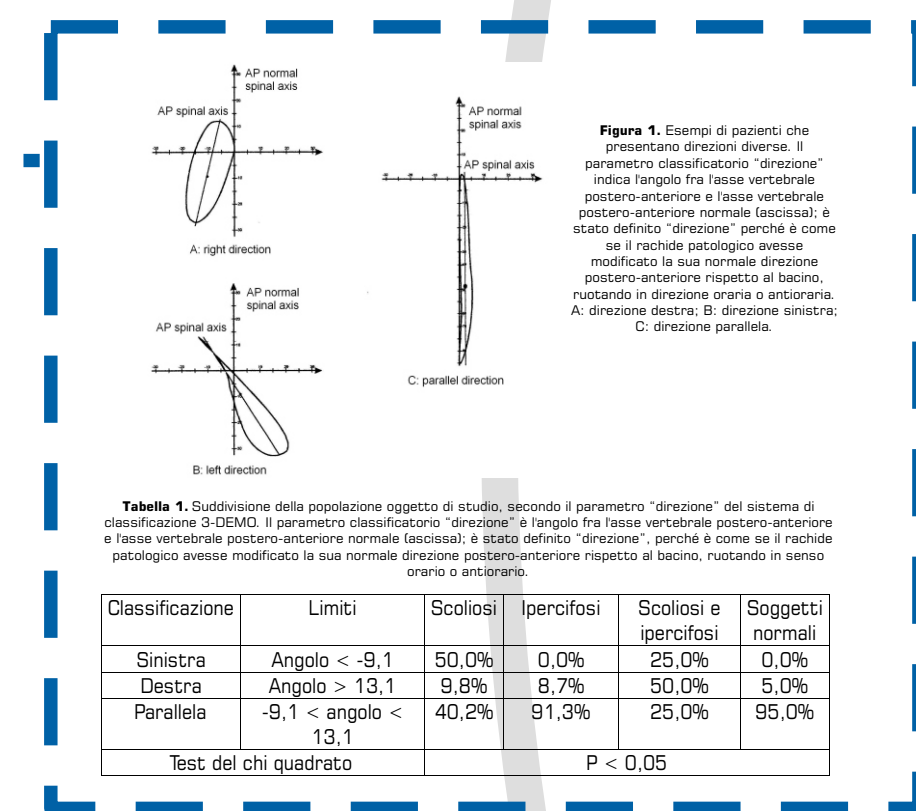 AP normal
spinal axis
AP spinal axis
A: right direction
AP normal
spinal axis
AP spinal axis
B: left direction
AP normal
spinal axis
AP spinal axis
C: parallel direction
Figura 1. Esempi di pazienti che
presentano direzioni diverse. Il
parametro classificatorio "direzione"
indica l'angolo fra l'asse vertebrale
postero-anteriore e l'asse vertebrale
postero-anteriore normale (ascissa); è
stato definito "direzione" perché è come
se il rachide patologico avesse
modificato la sua normale direzione
postero-anteriore rispetto al bacino,
ruotando in direzione oraria o antioraria.
A: direzione destra; B: direzione sinistra;
C: direzione parallela.
Tabella 1. Suddivisione della popolazione oggetto di studio, secondo il parametro "direzione" del sistema di
classificazione 3-DEMO. Il parametro classificatorio "direzione" è l'angolo fra l'asse vertebrale postero-anteriore
e l'asse vertebrale postero-anteriore normale (ascissa); è stato definito "direzione", perché è come se il rachide
patologico avesse modificato la sua normale direzione postero-anteriore rispetto al bacino, ruotando in senso
orario o antiorario.
Classificazione Limiti Scoliosi Ipercifosi Scoliosi e ipercifosi Soggetti normali
Sinistra Angolo < -9,1 50,0% 0,0% 25,0% 0,0%
Destra Angolo > 13,1 9,8% 8,7% 50,0% 5,0%
Parallela -9,1 < angolo < 13,1 40,2% 91,3% 25,0% 95,0%
Test del chi quadrato P < 0,05